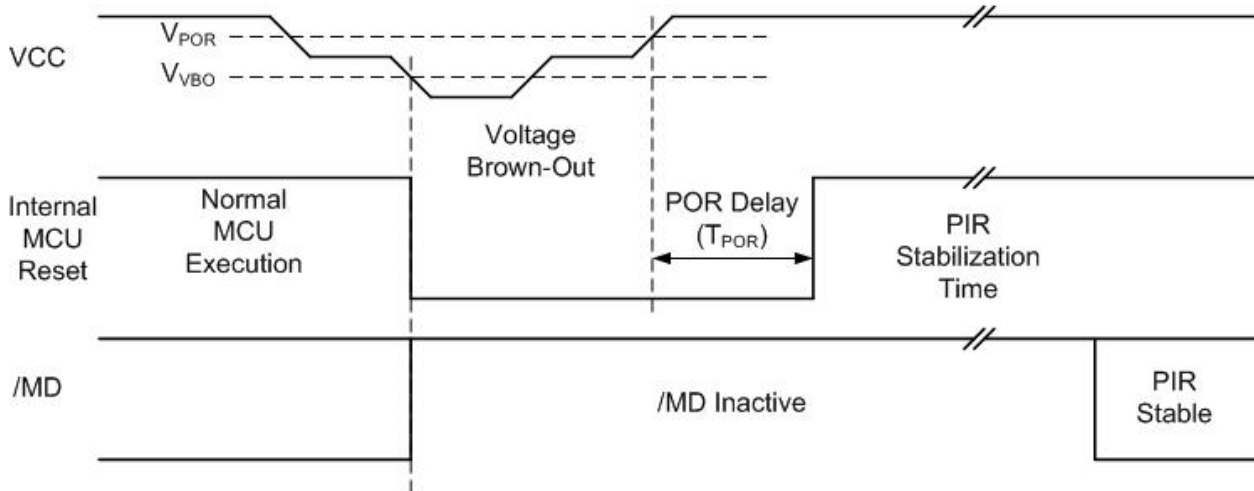 VCC
VPOR
VVBO
Voltage
Brown-Out
Internal
MCU
Reset
Normal
MCU
Execution
POR Delay
(TPOR)
PIR
Stabilization
Time
/MD
/MD Inactive
PIR
Stable